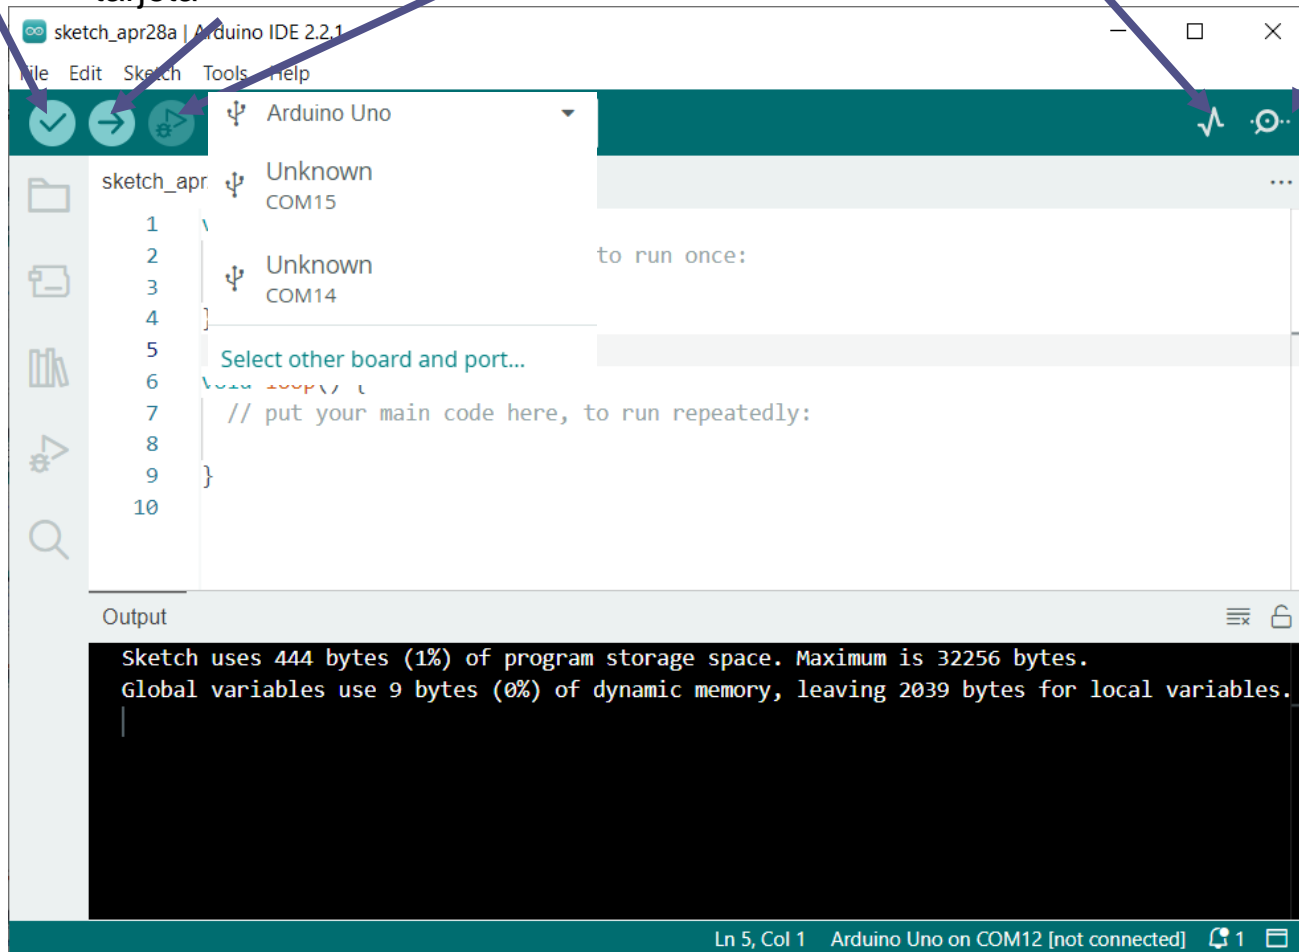 tarjeta
sketch_apr28a | Arduino IDE 2.2.1
File Edit Sketch Tools Help
Arduino Uno
sketch_apr
Unknown
COM15
1
2 to run once:
Unknown
3
COM14
4 }
5
Select other board and port...
6 void loop() {
7 // put your main code here, to run repeatedly:
8
9 }
10
Output
Sketch uses 444 bytes (1%) of program storage space. Maximum is 32256 bytes.
Global variables use 9 bytes (0%) of dynamic memory, leaving 2039 bytes for local variables.
Ln 5, Col 1 Arduino Uno on COM12 [not connected] 1